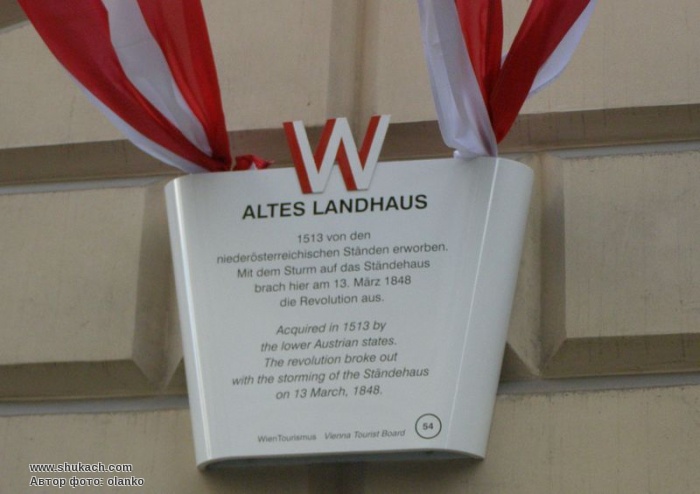 W
ALTES LANDHAUS
1513 von den
niederösterreichischen Ständen erworben.
Mit dem Sturm auf das Ständehaus
brach hier am 13. März 1848
die Revolution aus.
Acquired in 1513 by
the lower Austrian states.
The revolution broke out
with the storming of the Ständehaus
on 13 March, 1848.
WienTourismus Vienna Tourist Board 54
www.shukach.com
Автор фото: olanko